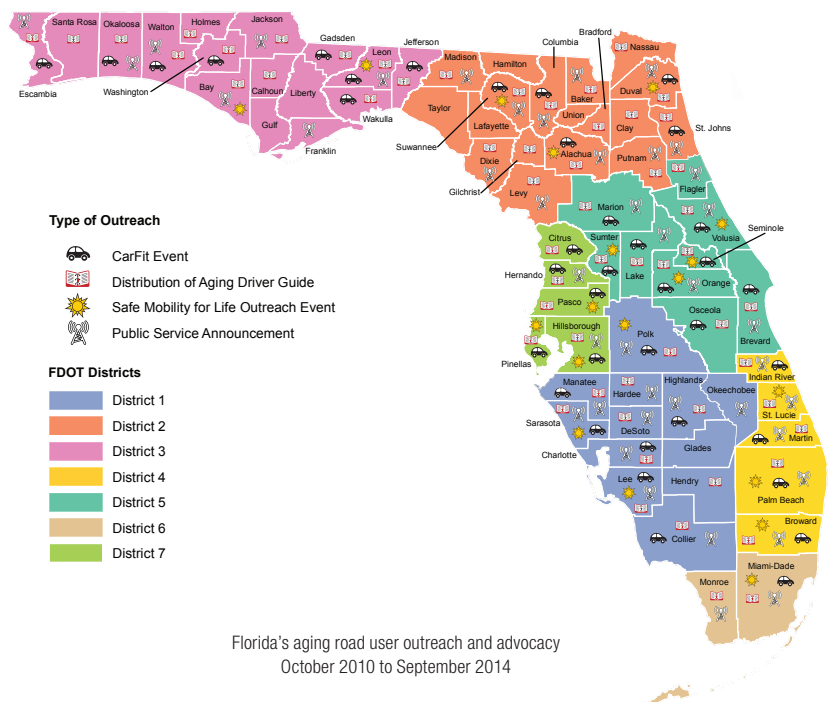 Santa Rosa
Okaloosa
Walton
Holmes
Jackson
Gadsden
Jefferson
Leon
Escambia
Washington
Bay
Calhoun
Liberty
Gulf
Franklin
Wakulla
Madison
Hamilton
Columbia
Bradford
Nassau
Duval
Baker
Union
Clay
St. Johns
Taylor
Lafayette
Suwannee
Dixie
Gilchrist
Alachua
Putnam
Levy
Flagler
Marion
Volusia
Seminole
Citrus
Sumter
Hernando
Lake
Orange
Pasco
Osceola
Brevard
Hillsborough
Polk
Pinellas
Indian River
Manatee
Hardee
Highlands
Okeechobee
St. Lucie
Sarasota
DeSoto
Martin
Charlotte
Glades
Lee
Hendry
Palm Beach
Broward
Collier
Monroe
Miami-Dade
Type of Outreach
CarFit Event
Distribution of Aging Driver Guide
Safe Mobility for Life Outreach Event
Public Service Announcement
FDOT Districts
District 1
District 2
District 3
District 4
District 5
District 6
District 7
Florida's aging road user outreach and advocacy
October 2010 to September 2014